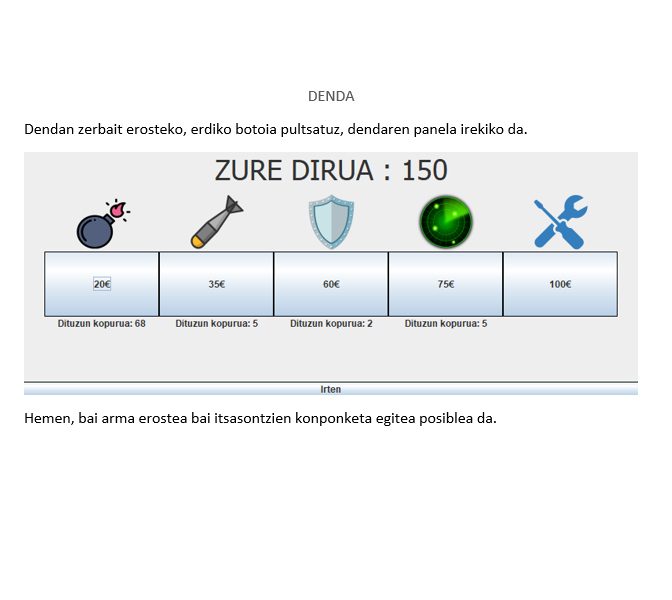 DENDA
Dendan zerbait erosteko, erdiko botoia pultsatuz, dendaren panela irekiko da.
ZURE DIRUA : 150
20€ 35€ 60€ 75€ 100€
Dituzun kopurua: 68 Dituzun kopurua: 5 Dituzun kopurua: 2 Dituzun kopurua: 5
Irten
Hemen, bai arma erostea bai itsasontzien konponketa egitea posiblea da.